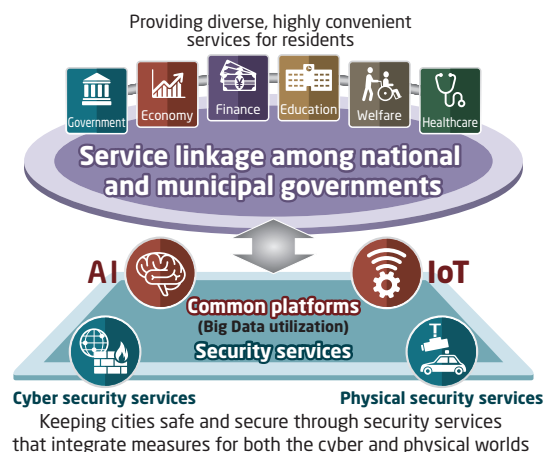 Providing diverse, highly convenient
services for residents
Government
Economy
Finance
Education
Welfare
Healthcare
Service linkage among national
and municipal governments
AI
IoT
Common platforms
(Big Data utilization)
Security services
Cyber security services
Physical security services
Keeping cities safe and secure through security services
that integrate measures for both the cyber and physical worlds